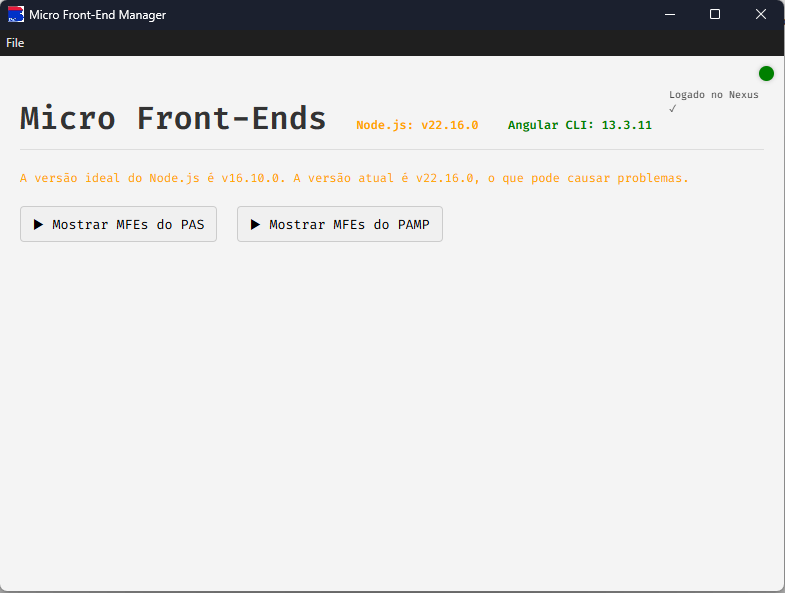 Micro Front-End Manager
File
Logado no Nexus
✓
Micro Front-Ends
Node.js: v22.16.0
Angular CLI: 13.3.11
A versão ideal do Node.js é v16.10.0. A versão atual é v22.16.0, o que pode causar problemas.
▶ Mostrar MFEs do PAS
▶ Mostrar MFEs do PAMP